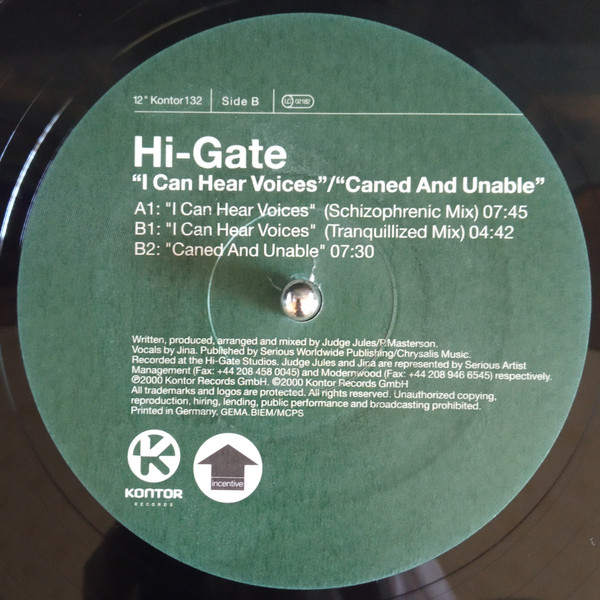 12" Kontor 132 Side B LC 02182
Hi-Gate
"I Can Hear Voices"/"Caned And Unable"
A1: "I Can Hear Voices" (Schizophrenic Mix) 07:45
B1: "I Can Hear Voices" (Tranquillized Mix) 04:42
B2: "Caned And Unable" 07:30
Written, produced, arranged and mixed by Judge Jules/P.Masterson.
Vocals by Jina. Published by Serious Worldwide Publishing/Chrysalis Music.
Recorded at the Hi-Gate Studios. Judge Jules and Jina are represented by Serious Artist
Management (Fax: +44 208 458 0045) and Modernwood (Fax: +44 208 946 6545) respectively.
℗2000 Kontor Records GmbH. ©2000 Kontor Records GmbH
All trademarks and logos are protected. All rights reserved. Unauthorized copying,
reproduction, hiring, lending, public performance and broadcasting prohibited.
Printed in Germany. GEMA.BIEM/MCPS
K
KONTOR
RECORDS
incentive